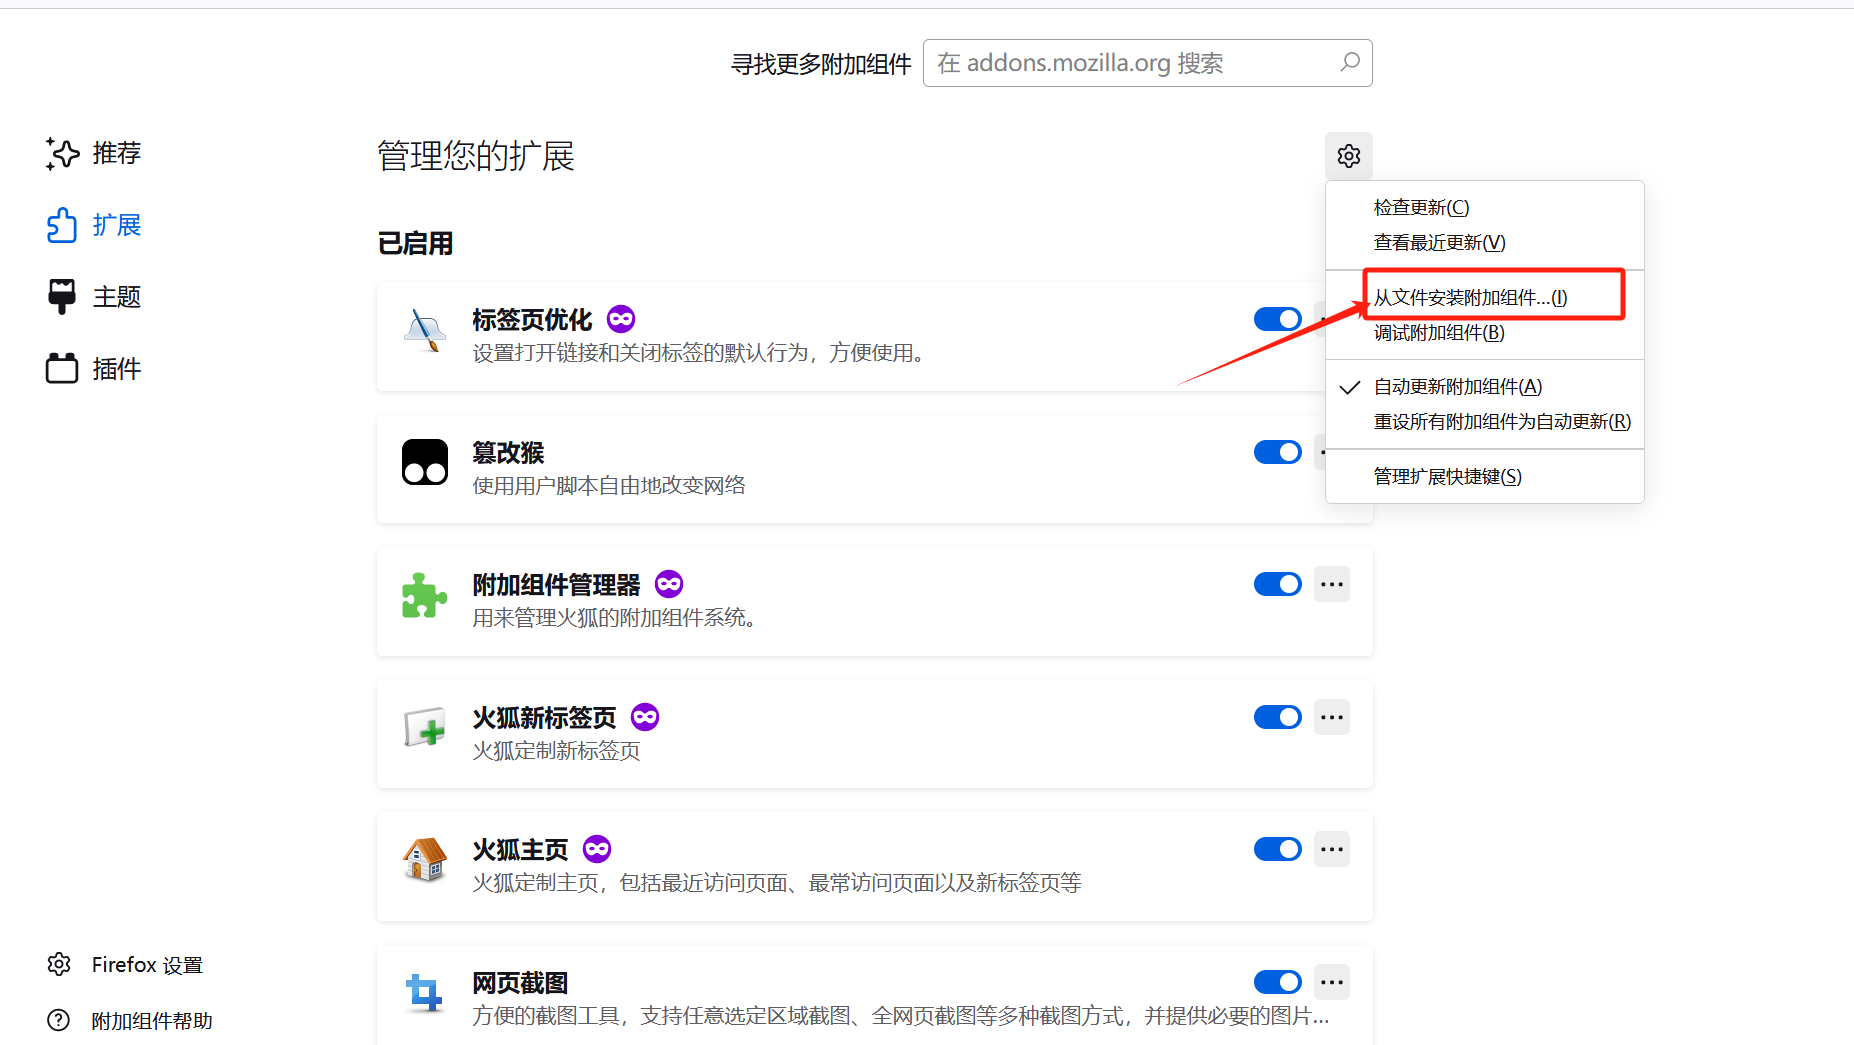 寻找更多附加组件
在 addons.mozilla.org 搜索
推荐
扩展
主题
插件
管理您的扩展
检查更新(C)
查看最近更新(V)
从文件安装附加组件...(I)
调试附加组件(B)
自动更新附加组件(A)
重设所有附加组件为自动更新(R)
管理扩展快捷键(S)
已启用
标签页优化
设置打开链接和关闭标签的默认行为，方便使用。
篡改猴
使用用户脚本自由地改变网络
附加组件管理器
用来管理火狐的附加组件系统。
火狐新标签页
火狐定制新标签页
火狐主页
火狐定制主页，包括最近访问页面、最常访问页面以及新标签页等
网页截图
方便的截图工具，支持任意选定区域截图、全网页截图等多种截图方式，并提供必要的图片...
Firefox 设置
附加组件帮助